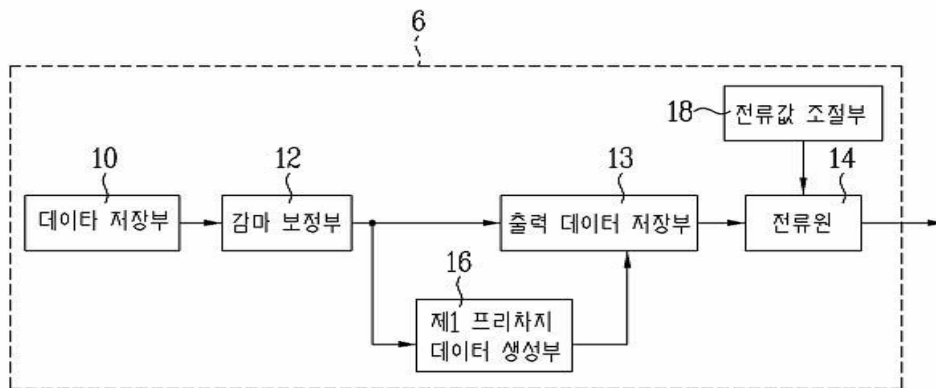 6
18
전류값 조절부
10
12
13
14
데이타 저장부
감마 보정부
출력 데이터 저장부
전류원
16
제1 프리차지
데이터 생성부